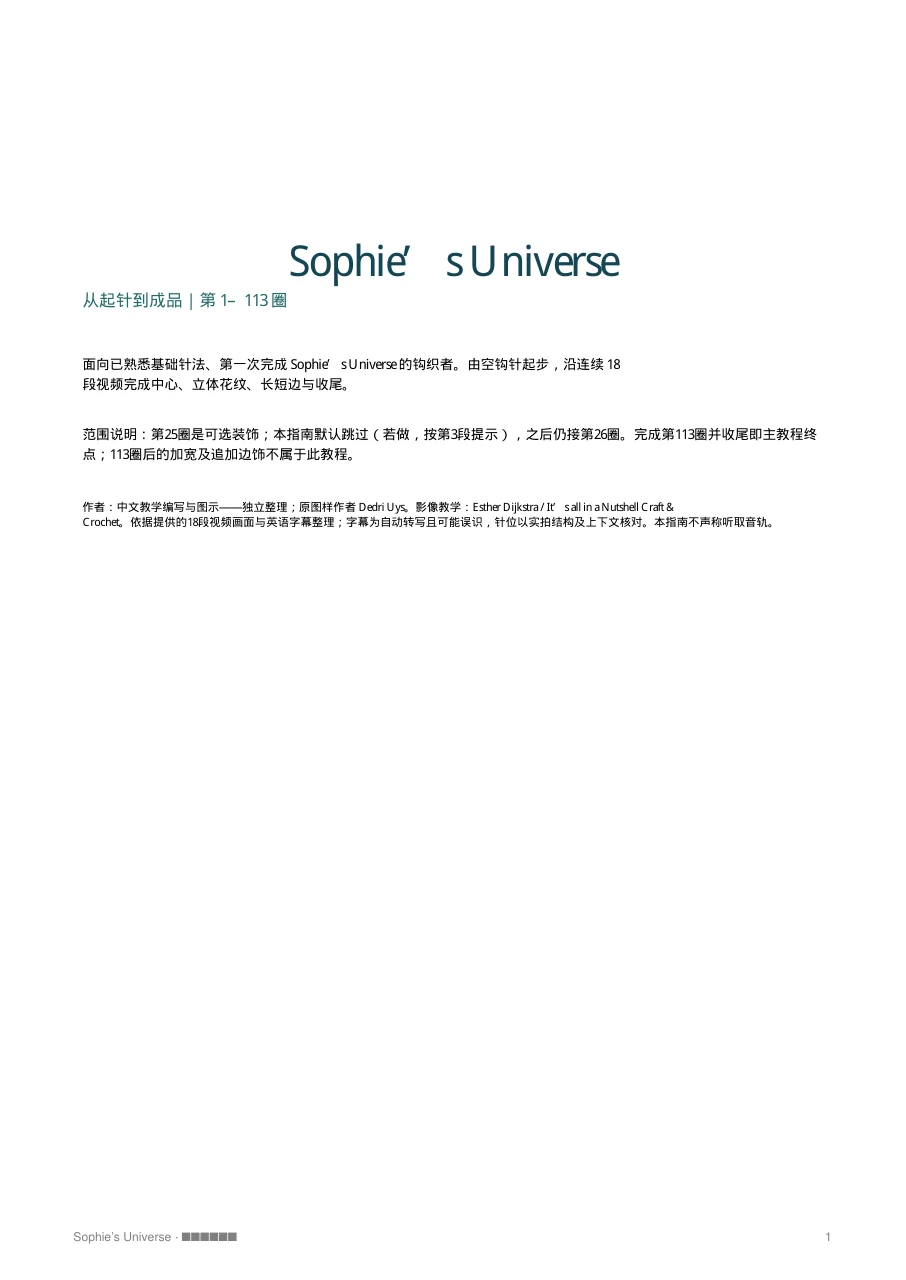 Sophie’s Universe
从起针到成品 | 第 1–113 圈
面向已熟悉基础针法、第一次完成 Sophie’s Universe 的钩织者。由空钩针起步，沿连续 18
段视频完成中心、立体花纹、长短边与收尾。
范围说明：第25圈是可选装饰；本指南默认跳过（若做，按第3段提示），之后仍接第26圈。完成第113圈并收尾即主教程终
点；113圈后的加宽及追加边饰不属于此教程。
作者：中文教学编写与图示——独立整理；原图样作者 Dedri Uys。影像教学：Esther Dijkstra / It’s all in a Nutshell Craft &
Crochet。依据提供的18段视频画面与英语字幕整理；字幕为自动转写且可能误识，针位以实拍结构及上下文核对。本指南不声称听取音轨。
Sophie’s Universe · ■■■■■■
1